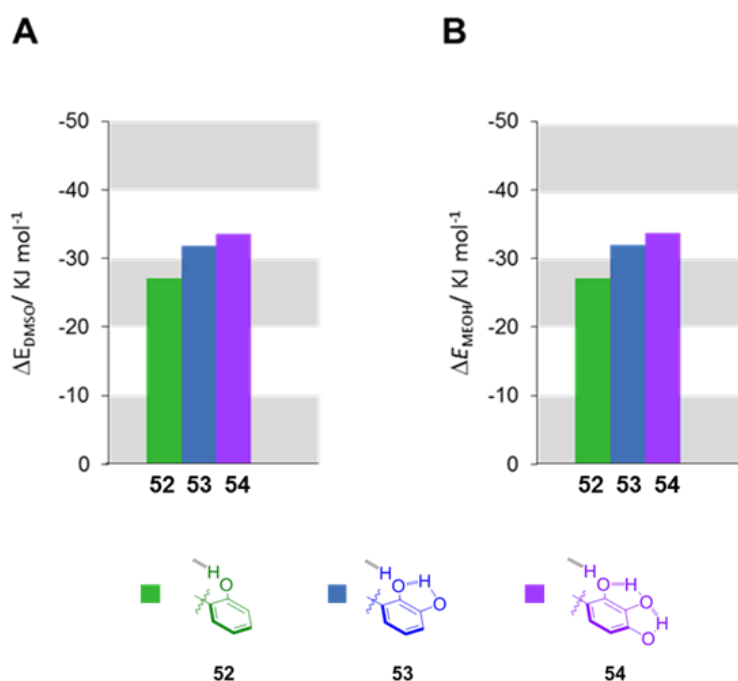 A
B
-50
-40
-30
-20
-10
0
ΔE_DMSO/ KJ mol⁻¹
52 53 54
-50
-40
-30
-20
-10
0
ΔE_MEOH/ KJ mol⁻¹
52 53 54
H
O
52
H
O H
O
53
H
O H
O
H
O
54